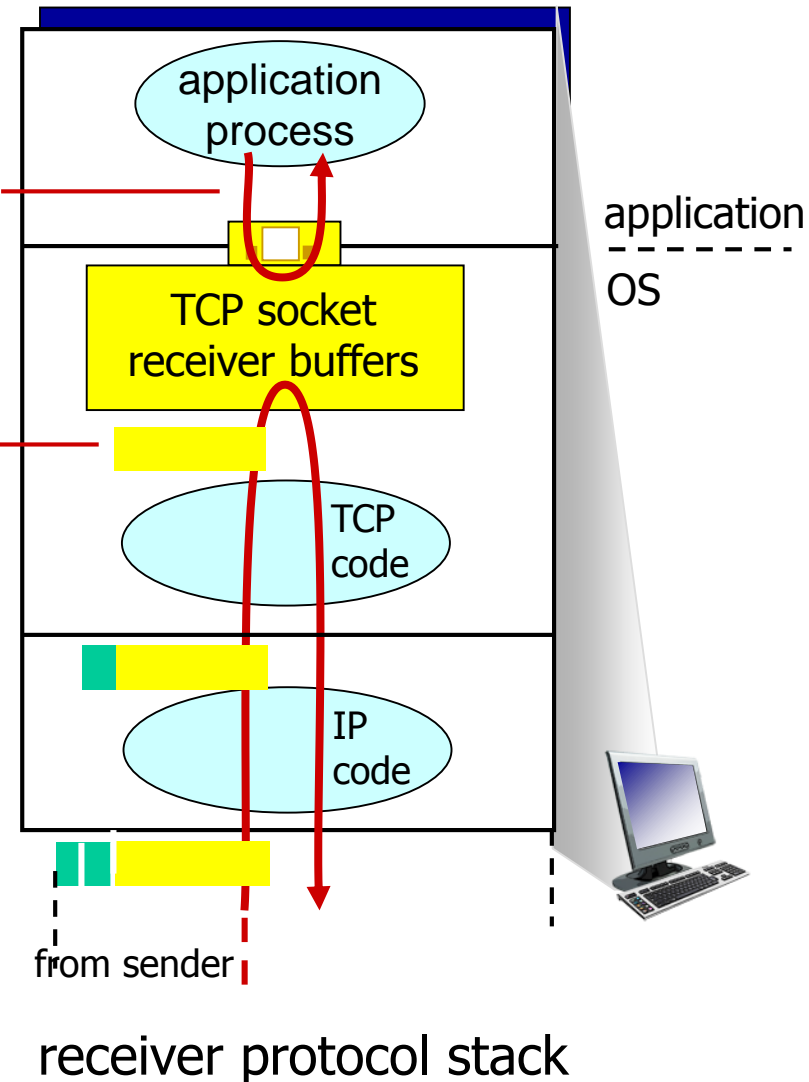 application
process
application
OS
TCP socket
receiver buffers
TCP
code
IP
code
from sender
receiver protocol stack